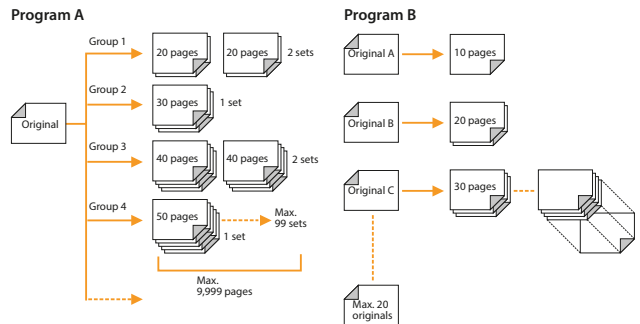 Program A
Group 1
20 pages
20 pages
2 sets
Group 2
30 pages
1 set
Original
Group 3
40 pages
40 pages
2 sets
Group 4
50 pages
1 set
Max.
99 sets
Max.
9,999 pages
Program B
Original A
10 pages
Original B
20 pages
Original C
30 pages
Max. 20
originals